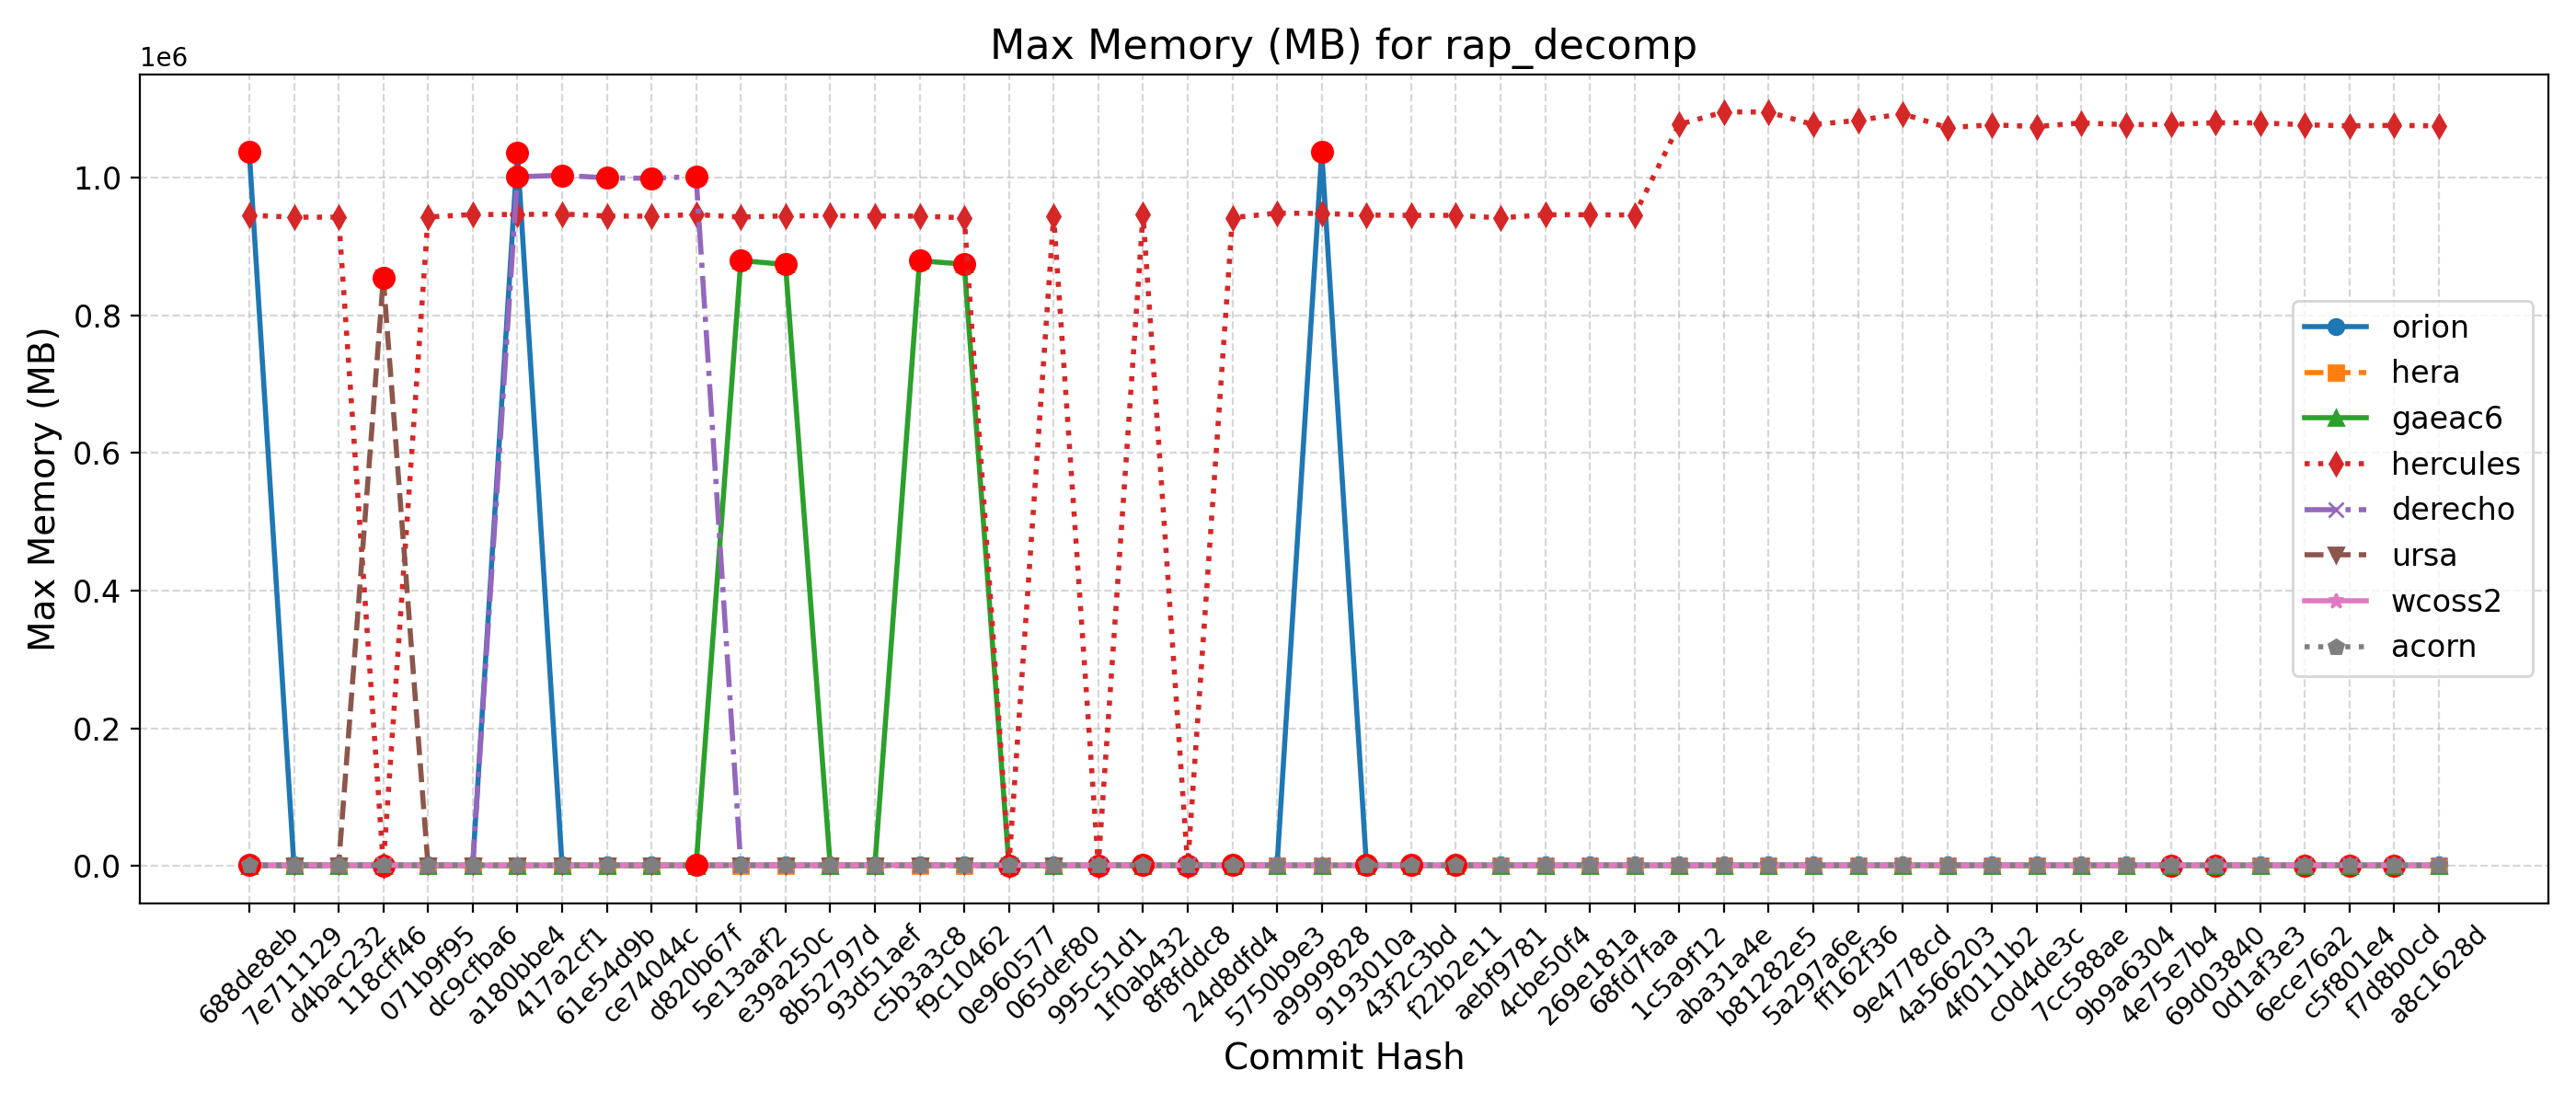 Max Memory (MB) for rap_decomp
1e6
Max Memory (MB)
1.0
0.8
0.6
0.4
0.2
0.0
orion
hera
gaeac6
hercules
derecho
ursa
wcoss2
acorn
688de8eb
7e711129
d4bac232
118cff46
071b9f95
dc9cfba6
a180bbe4
417a2cf1
61e54d9b
ce74044c
d820b67f
5e13aaf2
e39a250c
8b52797d
93d51aef
c5b3a3c8
f9c10462
0e960577
065def80
995c51d1
1f0ab432
8f8fddc8
24d8dfd4
5750b9e3
a9999828
9193010a
43f2c3bd
f22b2e11
aebf9781
4cbe50f4
269e181a
68fd7faa
1c5a9f12
aba31a4e
b81282e5
5a297a6e
ff162f36
9e4778cd
4a566203
4f0111b2
c0d4de3c
7cc588ae
9b9a6304
4e75e7b4
69d03840
0d1af3e3
6ece76a2
c5f801e4
f7d8b0cd
a8c1628d
Commit Hash